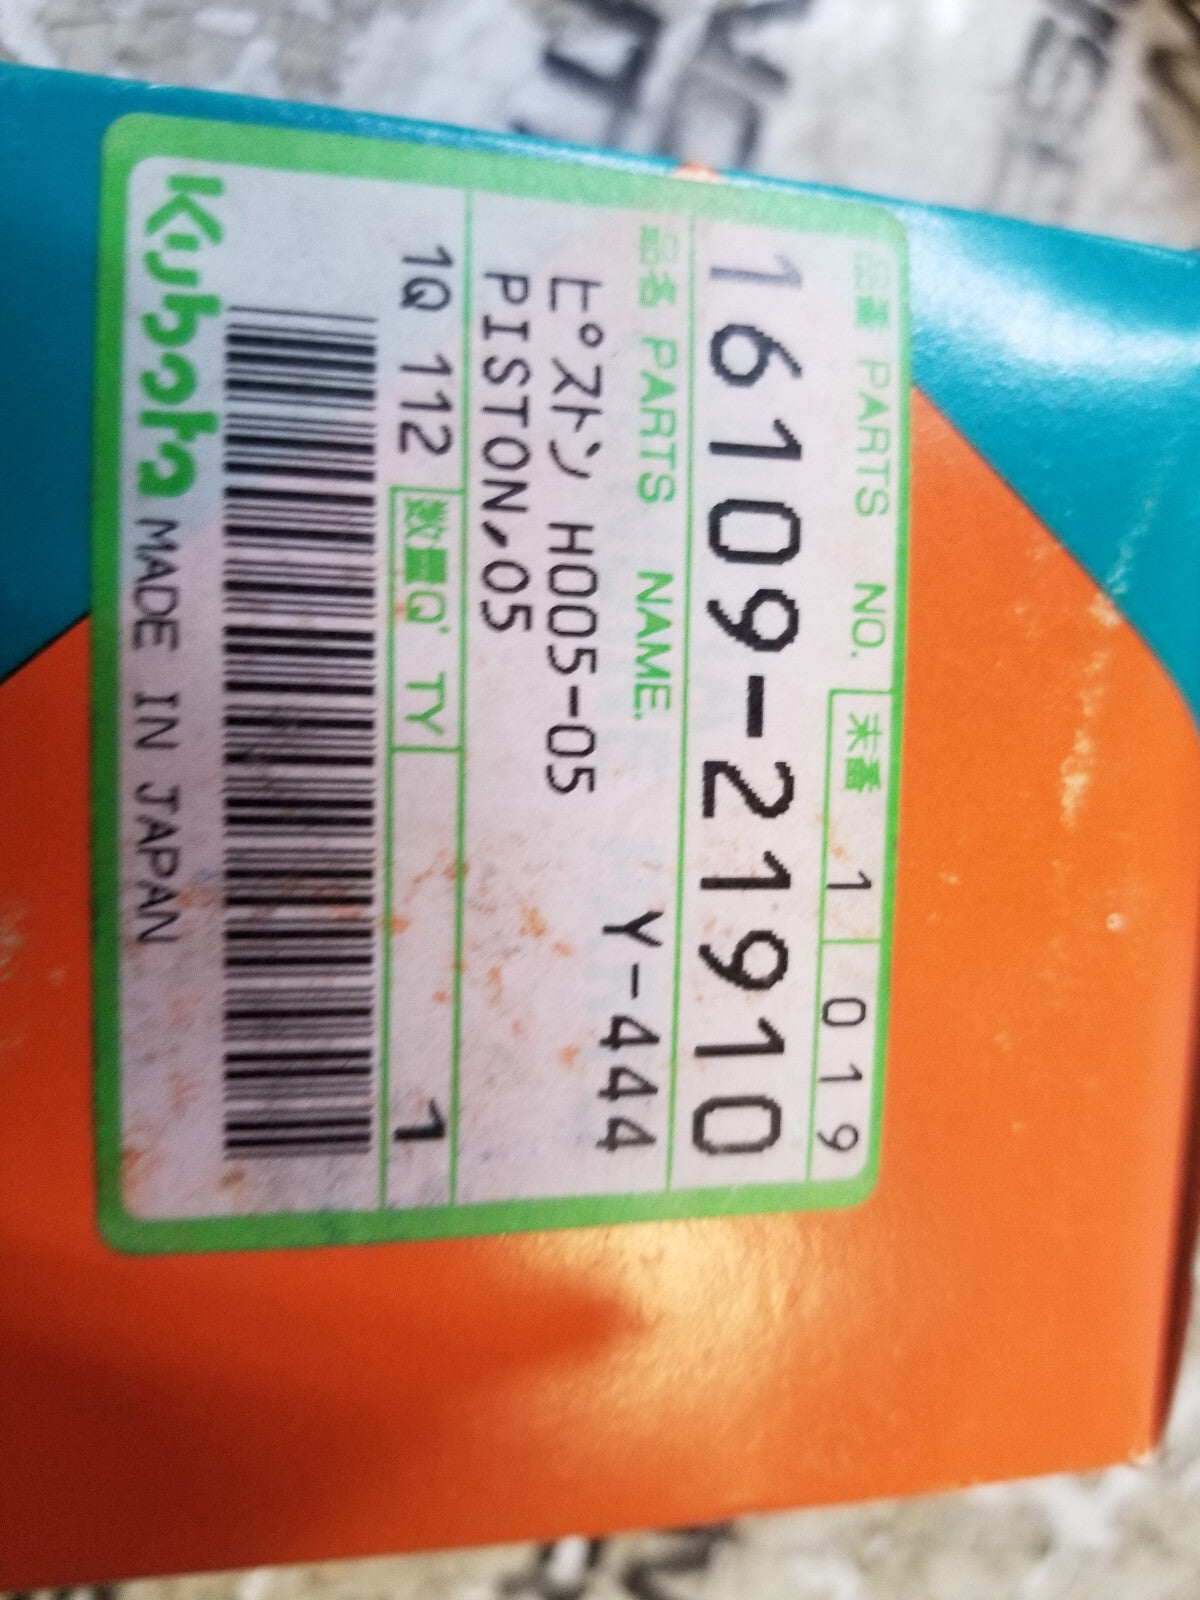 品番 PARTS NO. 末番 1 019
16109-21910
品名 PARTS NAME. Y-444
ピストン H005-05
PISTON,05
1Q 112 数量Q'TY 1
Kubota MADE IN JAPAN